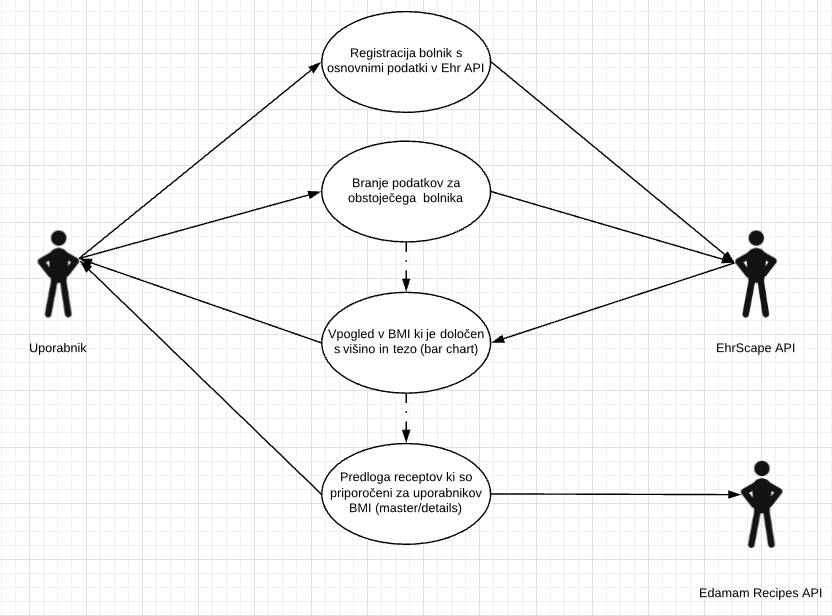 Registracija bolnik s
osnovnimi podatki v Ehr API
Branje podatkov za
obstoječega bolnika
Uporabnik
Vpogled v BMI ki je določen
s višino in tezo (bar chart)
EhrScape API
Predloga receptov ki so
priporočeni za uporabnikov
BMI (master/details)
Edamam Recipes API